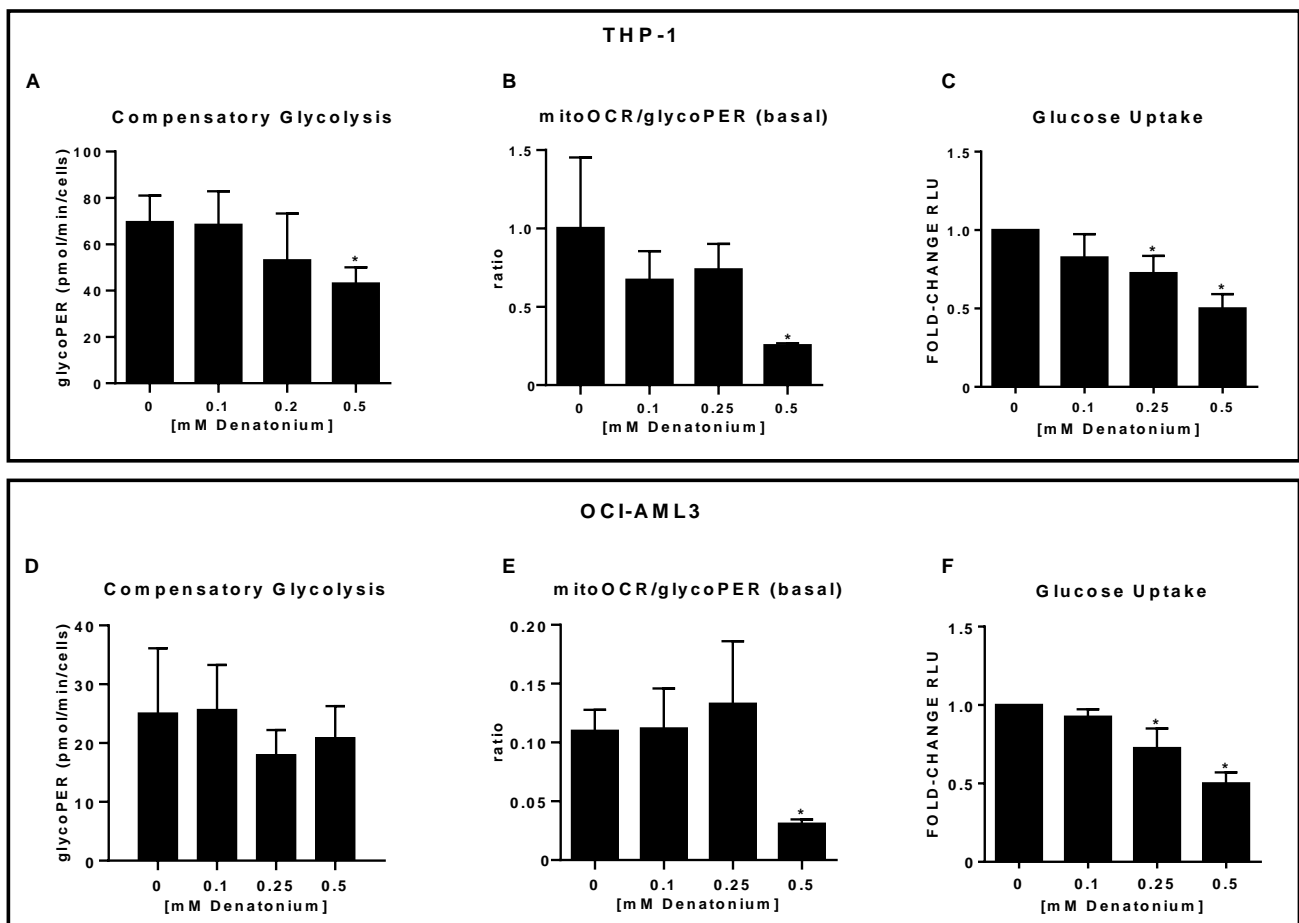 THP-1
A
B
C
Compensatory Glycolysis
mitoOCR/glycoPER (basal)
Glucose Uptake
glycoPER (pmol/min/cells)
100
80
60
40
20
0
*
0 0.1 0.2 0.5
[mM Denatonium]
ratio
1.5
1.0
0.5
0
*
0 0.1 0.25 0.5
[mM Denatonium]
FOLD-CHANGE RLU
1.5
1.0
0.5
0
*
*
0 0.1 0.25 0.5
[mM Denatonium]
OCI-AML3
D
E
F
Compensatory Glycolysis
mitoOCR/glycoPER (basal)
Glucose Uptake
glycoPER (pmol/min/cells)
40
30
20
10
0
0 0.1 0.25 0.5
[mM Denatonium]
ratio
0.20
0.15
0.10
0.05
0
*
0 0.1 0.25 0.5
[mM Denatonium]
FOLD-CHANGE RLU
1.5
1.0
0.5
0
*
*
0 0.1 0.25 0.5
[mM Denatonium]